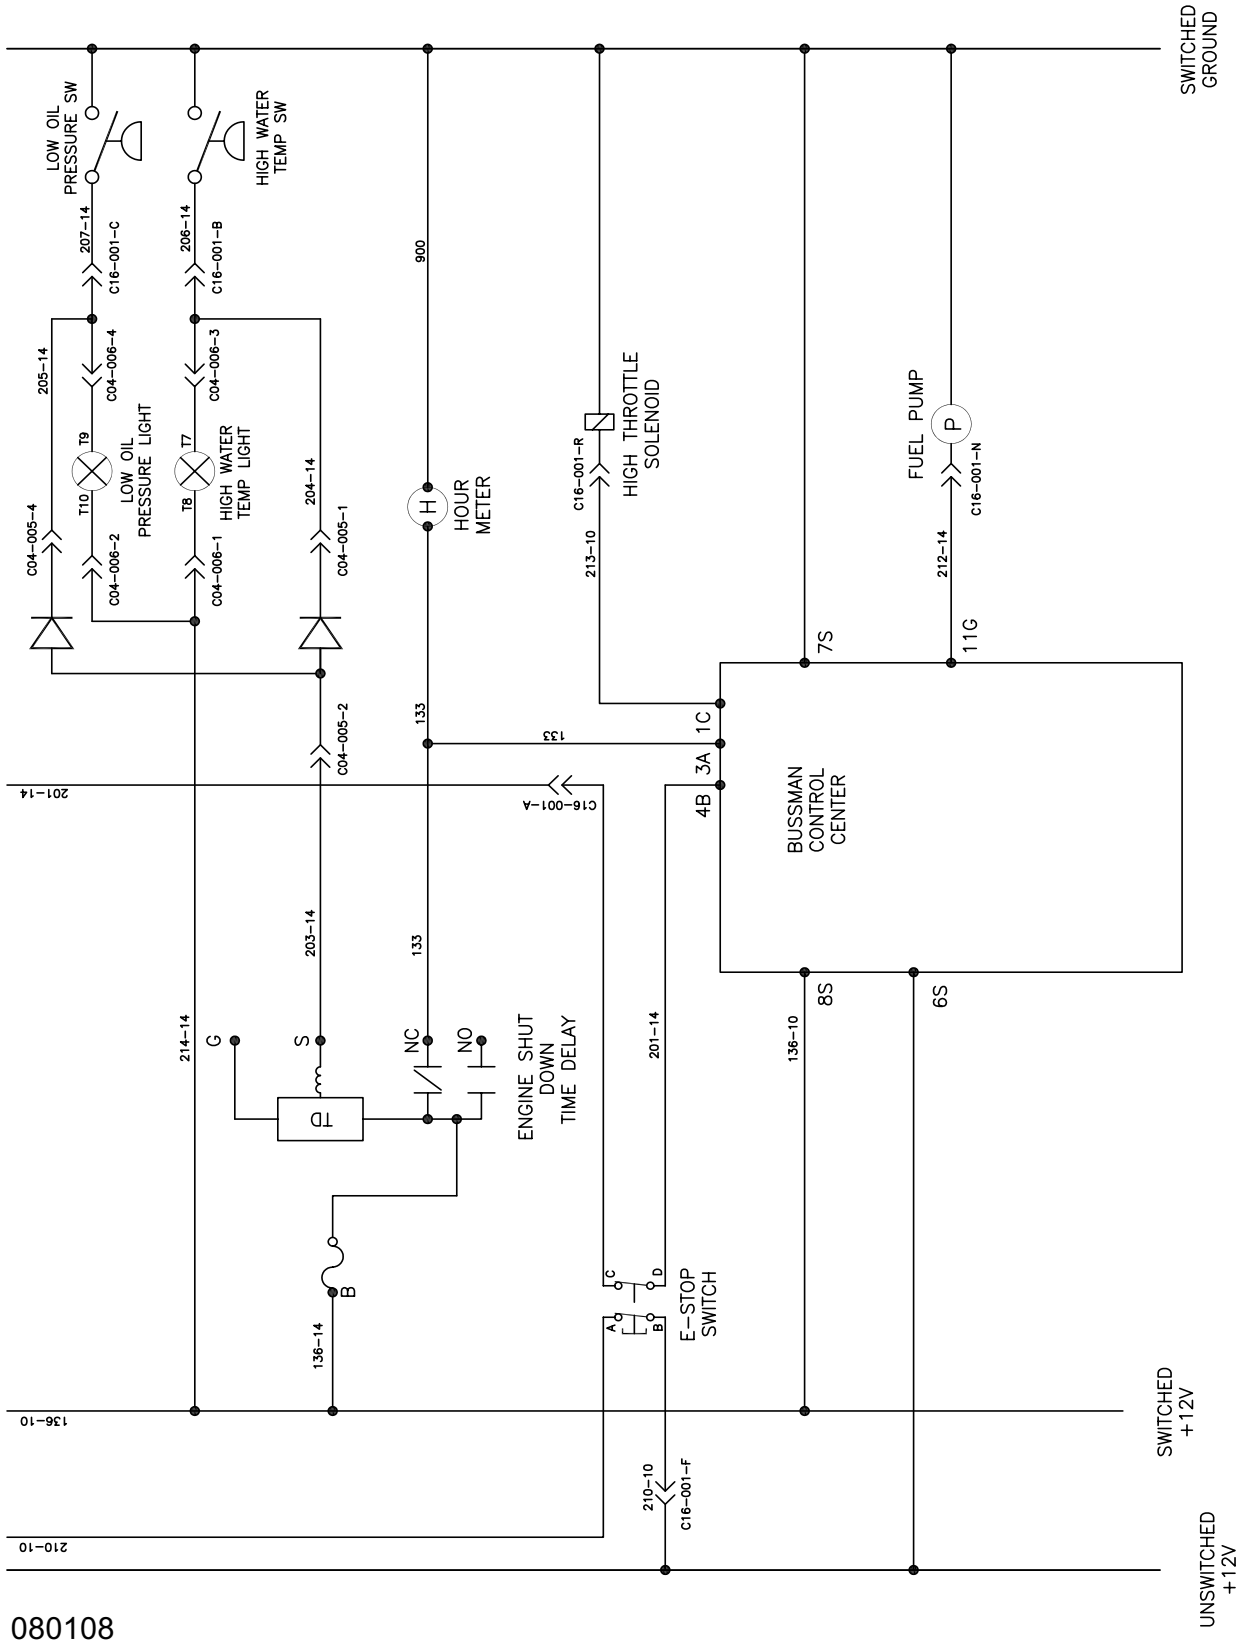 SWITCHED
GROUND
LOW OIL
PRESSURE SW
HIGH WATER
TEMP SW
207-14
C16-001-C
206-14
C16-001-B
900
205-14
C04-006-4
C04-006-3
T9
T10
LOW OIL
PRESSURE LIGHT
T7
T8
HIGH WATER
TEMP LIGHT
204-14
C04-005-4
C04-006-2
C04-006-1
C04-005-1
H
HOUR
METER
C16-001-R
HIGH THROTTLE
SOLENOID
213-10
FUEL PUMP
P
C16-001-N
212-14
7S
11G
1C
3A
4B
133
133
C04-005-2
201-14
C16-001-A
BUSSMAN
CONTROL
CENTER
203-14
133
214-14
G
S
NC
NO
TD
ENGINE SHUT
DOWN
TIME DELAY
201-14
136-10
8S
6S
B
136-14
C
D
A
B
E-STOP
SWITCH
136-10
SWITCHED
+12V
210-10
C16-001-F
210-10
UNSWITCHED
+12V
080108